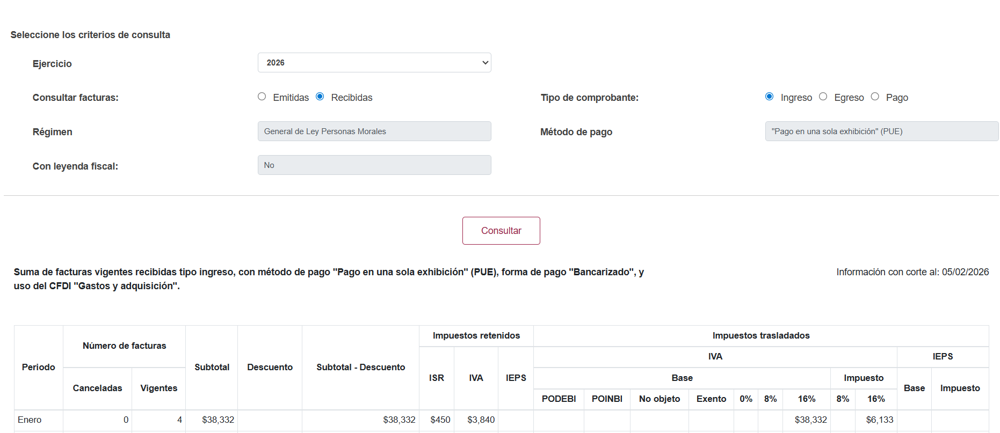 Seleccione los criterios de consulta
Ejercicio
2026
Consultar facturas:
Emitidas
Recibidas
Tipo de comprobante:
Ingreso
Egreso
Pago
Régimen
General de Ley Personas Morales
Método de pago
"Pago en una sola exhibición" (PUE)
Con leyenda fiscal:
No
Consultar
Suma de facturas vigentes recibidas tipo ingreso, con método de pago "Pago en una sola exhibición" (PUE), forma de pago "Bancarizado", y
uso del CFDI "Gastos y adquisición".
Información con corte al: 05/02/2026
Periodo
Número de facturas
Canceladas
Vigentes
Subtotal
Descuento
Subtotal - Descuento
Impuestos retenidos
ISR
IVA
IEPS
Impuestos trasladados
IVA
IEPS
Base
Impuesto
Base
Impuesto
PODEBI
POINBI
No objeto
Exento
0%
8%
16%
8%
16%
Enero 0 4 $38,332 $38,332 $450 $3,840 $38,332 $6,133